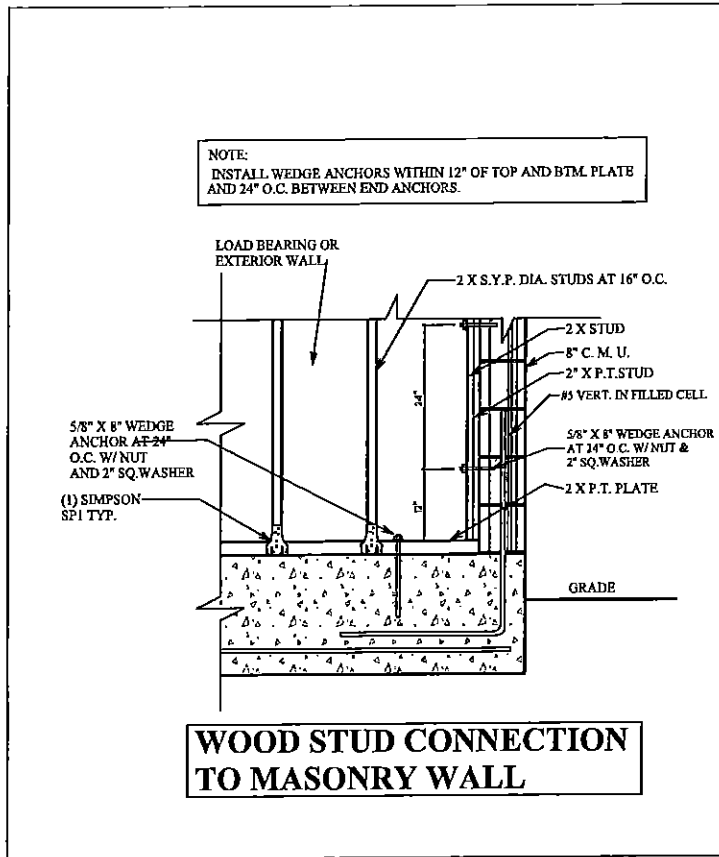 NOTE:
INSTALL WEDGE ANCHORS WITHIN 12" OF TOP AND BTM. PLATE
AND 24" O.C. BETWEEN END ANCHORS.
LOAD BEARING OR
EXTERIOR WALL
2 X S.Y.P. DIA. STUDS AT 16" O.C.
2 X STUD
8" C. M. U.
2" X P.T.STUD
#5 VERT. IN FILLED CELL
24"
5/8" X 8" WEDGE
ANCHOR AT 24"
O.C. W/ NUT
AND 2" SQ.WASHER
5/8" X 8" WEDGE ANCHOR
AT 24" O.C. W/ NUT &
2" SQ.WASHER
12"
2 X P.T. PLATE
(1) SIMPSON
SP1 TYP.
GRADE
WOOD STUD CONNECTION
TO MASONRY WALL